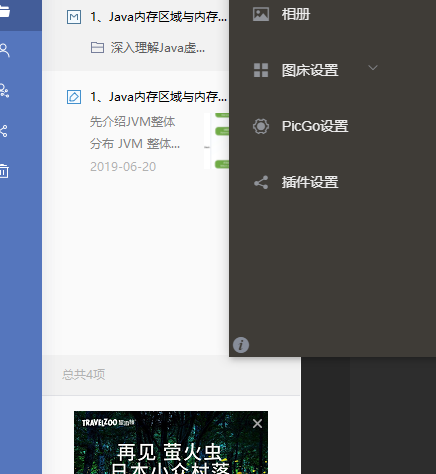 1、Java内存区域与内存...
深入理解Java虚...
1、Java内存区域与内存...
先介绍JVM整体
分布 JVM 整体...
2019-06-20
总共4项
TRAVELZOO
再见 萤火虫
日本小众村落
相册
图床设置
PicGo设置
插件设置